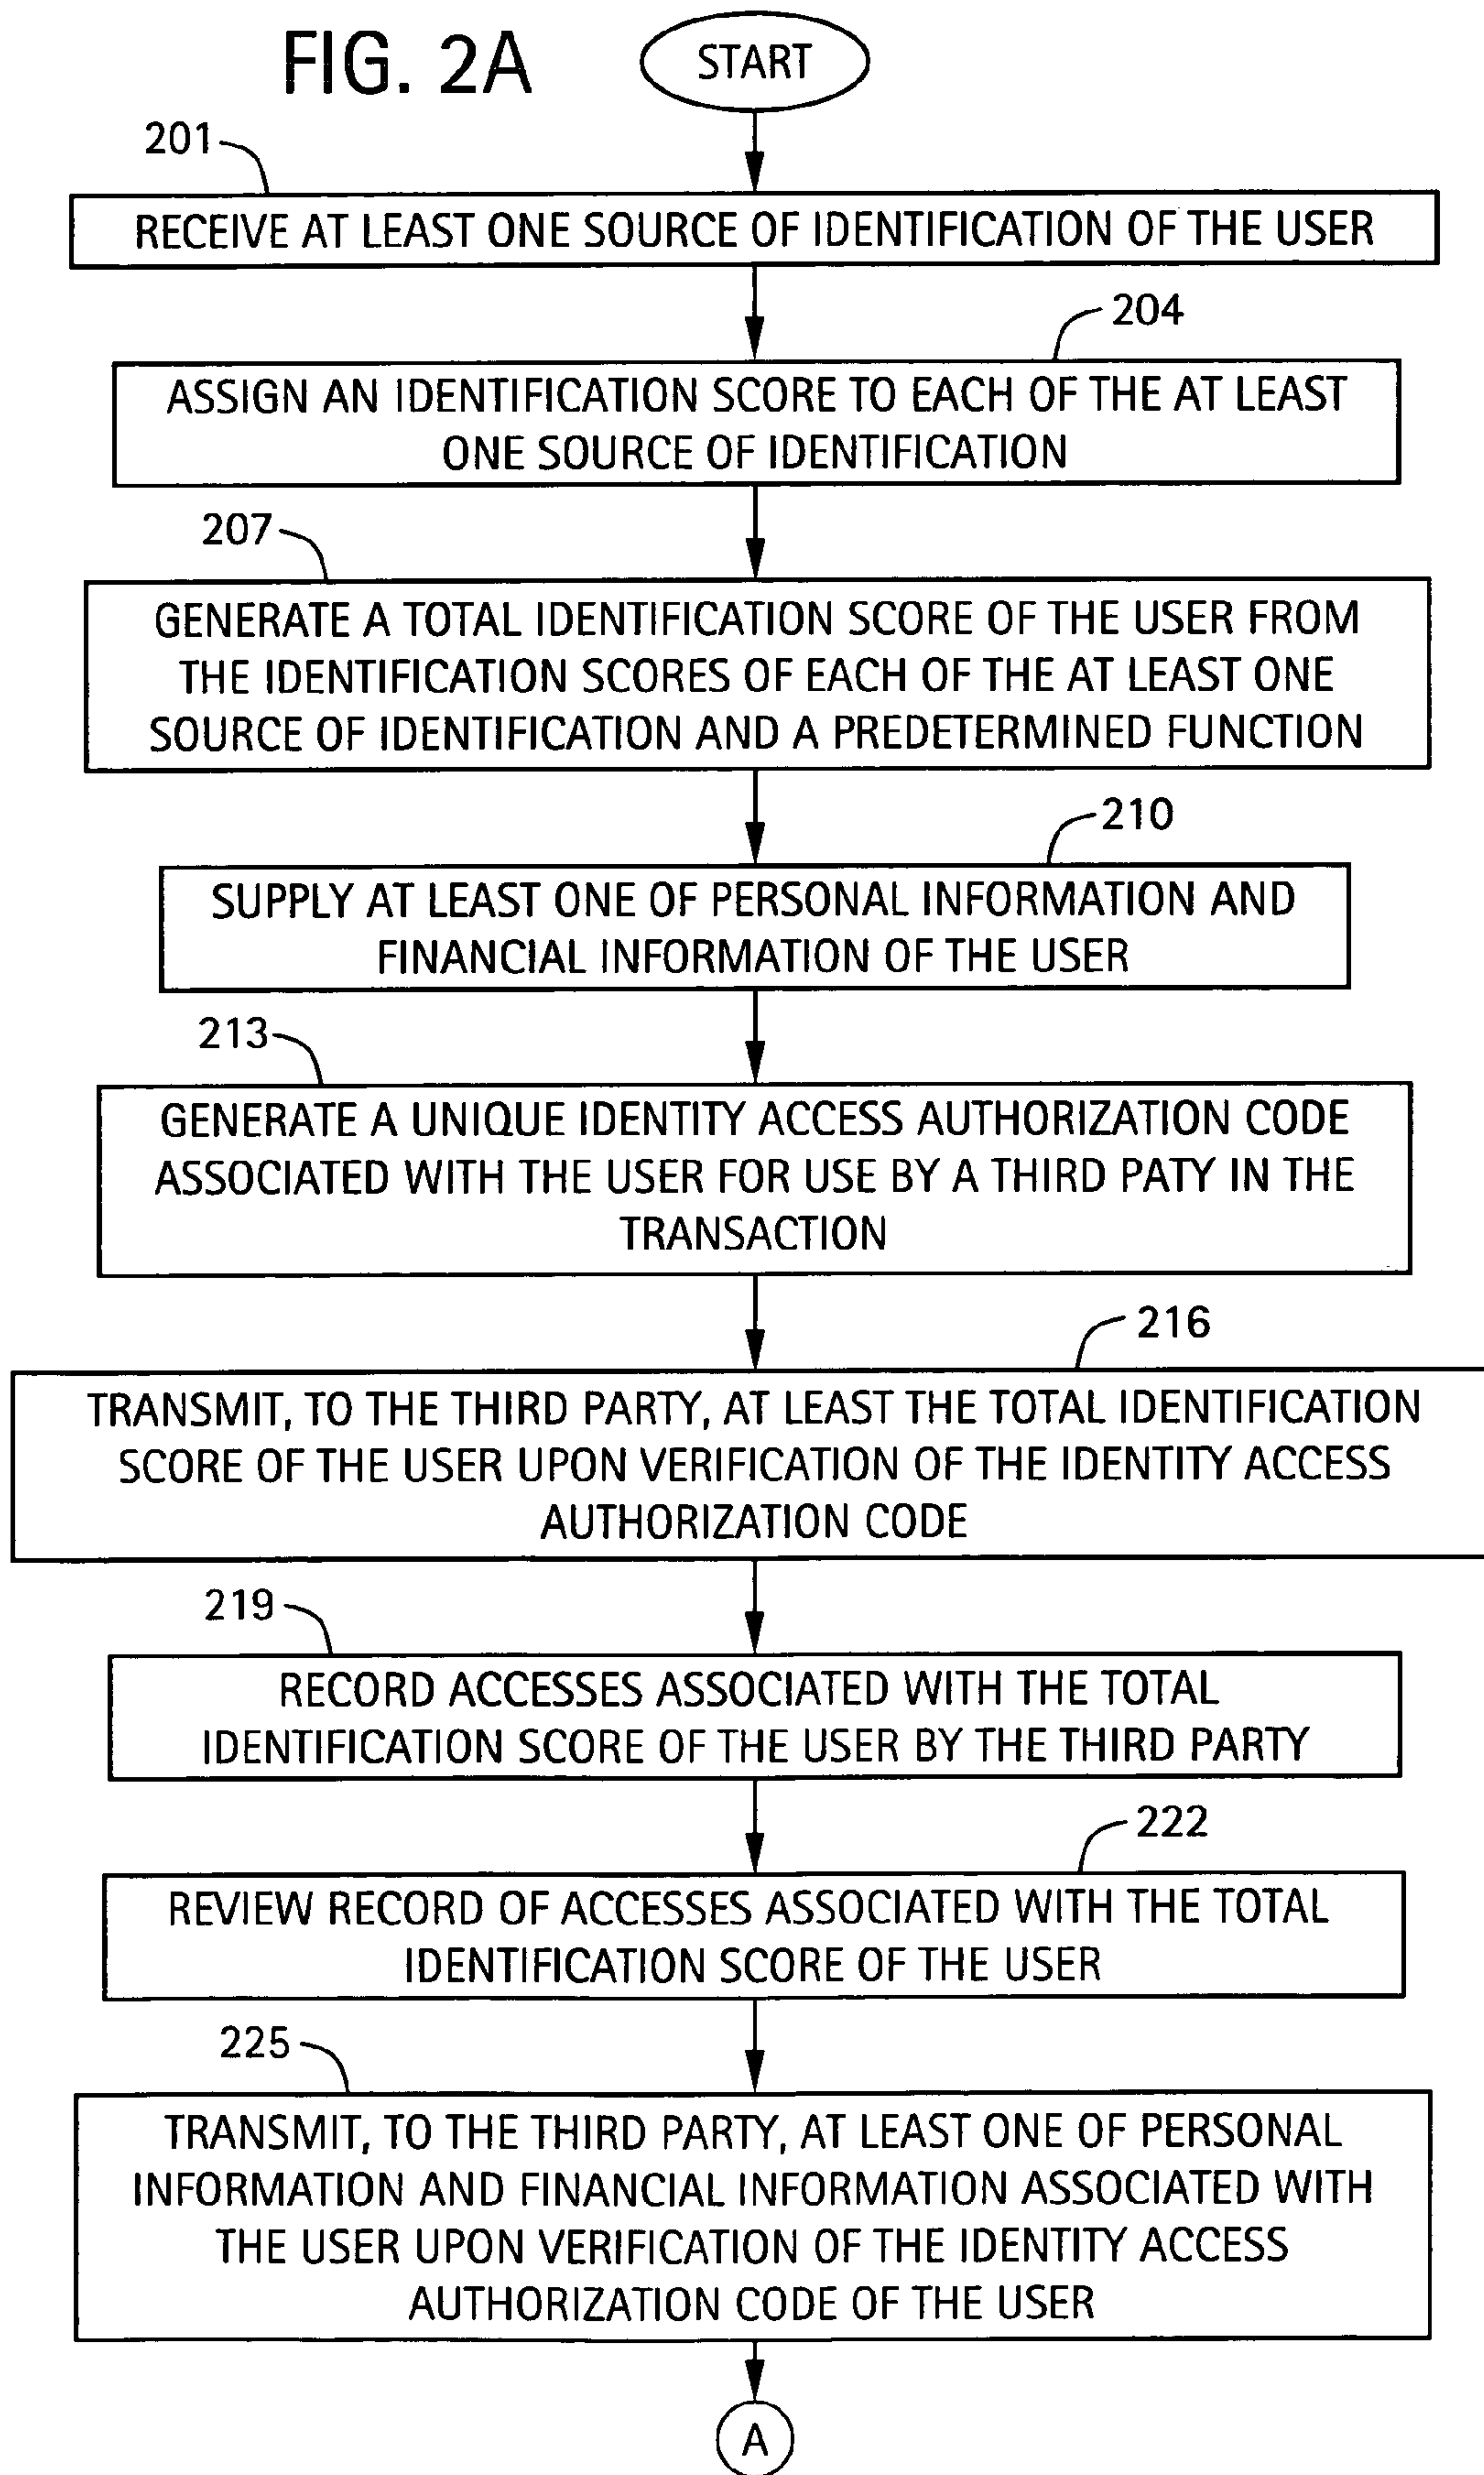 FIG. 2A
START
201
RECEIVE AT LEAST ONE SOURCE OF IDENTIFICATION OF THE USER
204
ASSIGN AN IDENTIFICATION SCORE TO EACH OF THE AT LEAST
ONE SOURCE OF IDENTIFICATION
207
GENERATE A TOTAL IDENTIFICATION SCORE OF THE USER FROM
THE IDENTIFICATION SCORES OF EACH OF THE AT LEAST ONE
SOURCE OF IDENTIFICATION AND A PREDETERMINED FUNCTION
210
SUPPLY AT LEAST ONE OF PERSONAL INFORMATION AND
FINANCIAL INFORMATION OF THE USER
213
GENERATE A UNIQUE IDENTITY ACCESS AUTHORIZATION CODE
ASSOCIATED WITH THE USER FOR USE BY A THIRD PATY IN THE
TRANSACTION
216
TRANSMIT, TO THE THIRD PARTY, AT LEAST THE TOTAL IDENTIFICATION
SCORE OF THE USER UPON VERIFICATION OF THE IDENTITY ACCESS
AUTHORIZATION CODE
219
RECORD ACCESSES ASSOCIATED WITH THE TOTAL
IDENTIFICATION SCORE OF THE USER BY THE THIRD PARTY
222
REVIEW RECORD OF ACCESSES ASSOCIATED WITH THE TOTAL
IDENTIFICATION SCORE OF THE USER
225
TRANSMIT, TO THE THIRD PARTY, AT LEAST ONE OF PERSONAL
INFORMATION AND FINANCIAL INFORMATION ASSOCIATED WITH
THE USER UPON VERIFICATION OF THE IDENTITY ACCESS
AUTHORIZATION CODE OF THE USER
A